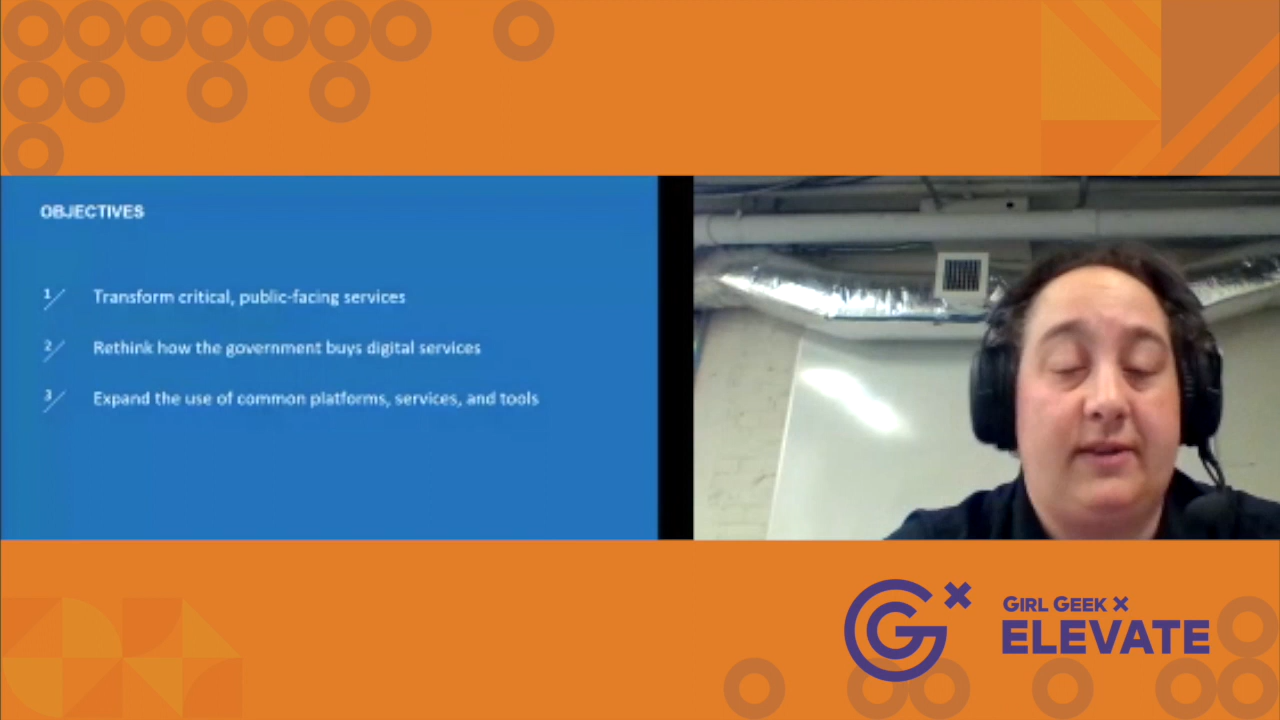 OBJECTIVES
1/ Transform critical, public-facing services
2/ Rethink how the government buys digital services
3/ Expand the use of common platforms, services, and tools
GIRL GEEK X
ELEVATE